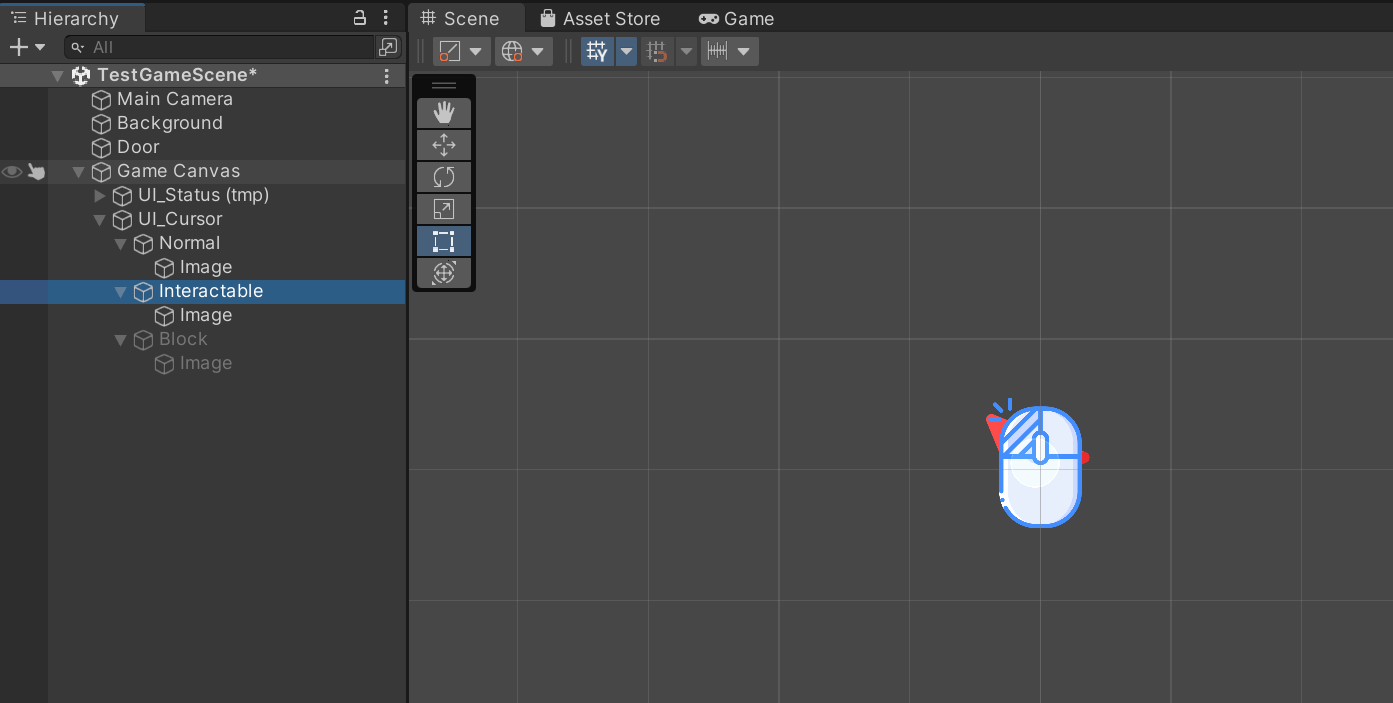 Hierarchy
All
TestGameScene*
Main Camera
Background
Door
Game Canvas
UI_Status (tmp)
UI_Cursor
Normal
Image
Interactable
Image
Block
Image
Scene
Asset Store
Game